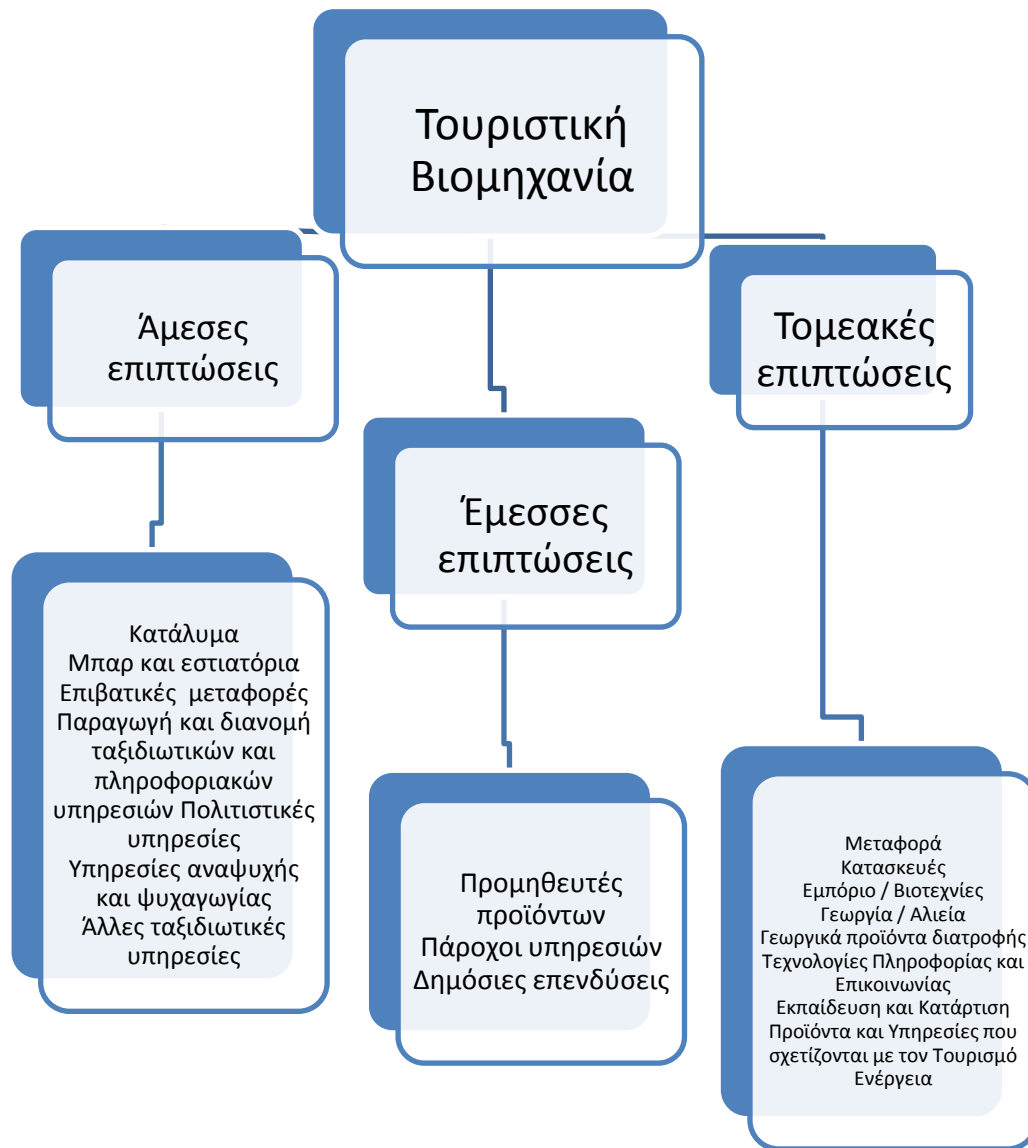 Τουριστική
Βιομηχανία
Άμεσες
επιπτώσεις
Τομεακές
επιπτώσεις
Έμεσσες
επιπτώσεις
Κατάλυμα
Μπαρ και εστιατόρια
Επιβατικές μεταφορές
Παραγωγή και διανομή
ταξιδιωτικών και
πληροφοριακών
υπηρεσιών Πολιτιστικές
υπηρεσίες
Υπηρεσίες αναψυχής
και ψυχαγωγίας
Άλλες ταξιδιωτικές
υπηρεσίες
Προμηθευτές
προϊόντων
Πάροχοι υπηρεσιών
Δημόσιες επενδύσεις
Μεταφορά
Κατασκευές
Εμπόριο / Βιοτεχνίες
Γεωργία / Αλιεία
Γεωργικά προϊόντα διατροφής
Τεχνολογίες Πληροφορίας και
Επικοινωνίας
Εκπαίδευση και Κατάρτιση
Προϊόντα και Υπηρεσίες που
σχετίζονται με τον Τουρισμό
Ενέργεια